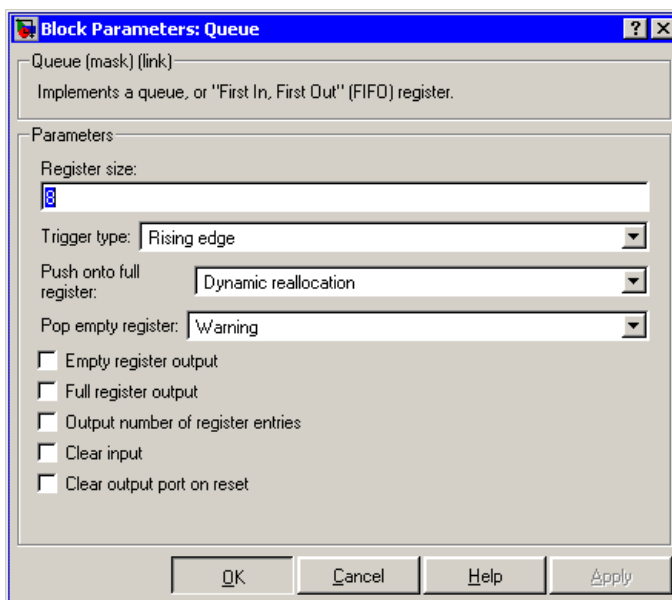 Block Parameters: Queue
Queue (mask) (link)
Implements a queue, or "First In, First Out" (FIFO) register.
Parameters
Register size:
8
Trigger type: Rising edge
Push onto full
register:
Dynamic reallocation
Pop empty register: Warning
Empty register output
Full register output
Output number of register entries
Clear input
Clear output port on reset
OK Cancel Help Apply